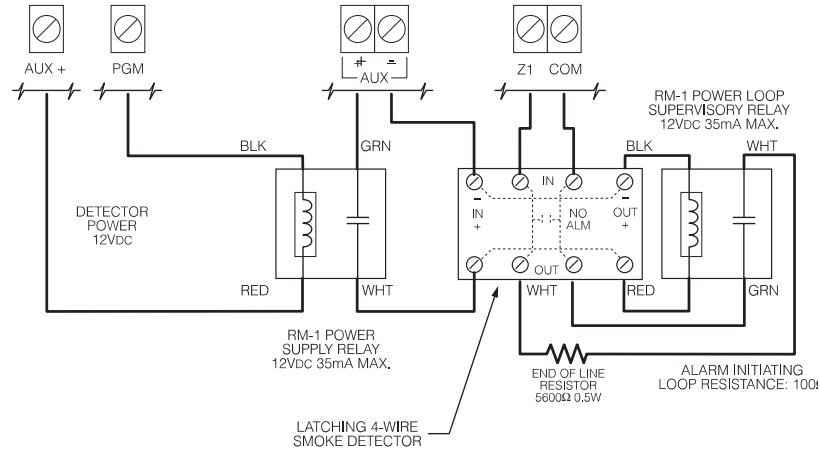 AUX + PGM
+ -
AUX
Z1 COM
RM-1 POWER LOOP
SUPERVISORY RELAY
12VDC 35mA MAX.
BLK GRN BLK WHT
DETECTOR
POWER
12VDC
- IN -
IN NO OUT
+ ALM +
OUT
RED WHT WHT RED GRN
RM-1 POWER
SUPPLY RELAY
12VDC 35mA MAX.
END OF LINE
RESISTOR
5600Ω 0.5W
ALARM INITIATING
LOOP RESISTANCE: 100
LATCHING 4-WIRE
SMOKE DETECTOR